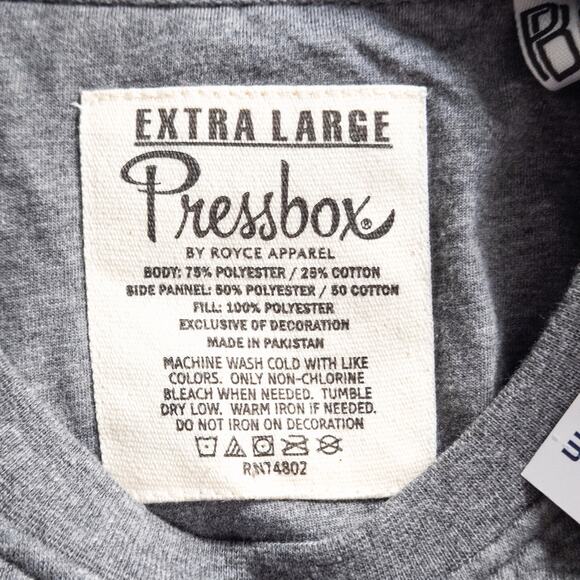 EXTRA LARGE
Pressbox®
BY ROYCE APPAREL
BODY: 75% POLYESTER / 25% COTTON
SIDE PANNEL: 50% POLYESTER / 50 COTTON
FILL: 100% POLYESTER
EXCLUSIVE OF DECORATION
MADE IN PAKISTAN
MACHINE WASH COLD WITH LIKE
COLORS. ONLY NON-CHLORINE
BLEACH WHEN NEEDED. TUMBLE
DRY LOW. WARM IRON IF NEEDED.
DO NOT IRON ON DECORATION
RN74802